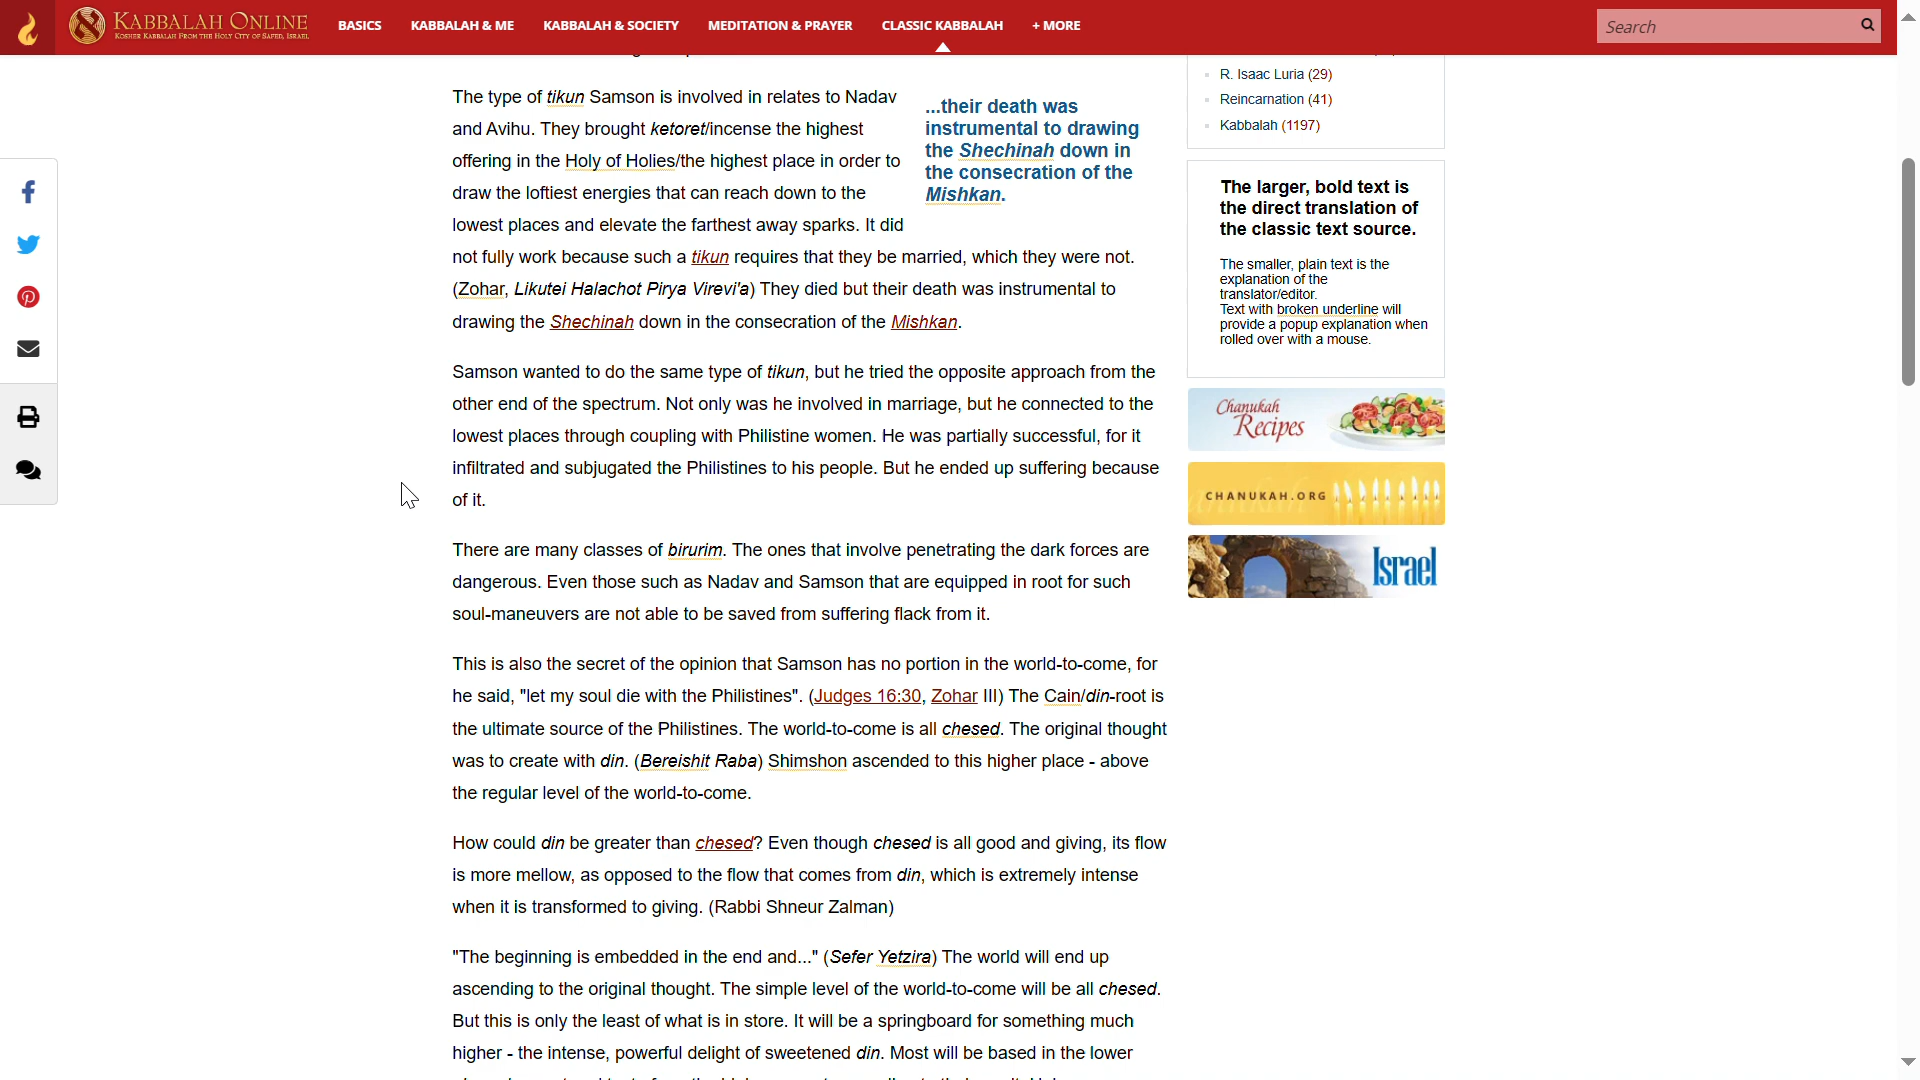 KABBALAH ONLINE
KOSHER KABBALAH FROM THE HOLY CITY OF SAFED, ISRAEL
BASICS
KABBALAH & ME
KABBALAH & SOCIETY
MEDITATION & PRAYER
CLASSIC KABBALAH
+ MORE
Search
The type of tikun Samson is involved in relates to Nadav
and Avihu. They brought ketoret/incense the highest
offering in the Holy of Holies/the highest place in order to
draw the loftiest energies that can reach down to the
lowest places and elevate the farthest away sparks. It did
not fully work because such a tikun requires that they be married, which they were not.
(Zohar, Likutei Halachot Pirya Virevi'a) They died but their death was instrumental to
drawing the Shechinah down in the consecration of the Mishkan.
...their death was
instrumental to drawing
the Shechinah down in
the consecration of the
Mishkan.
Samson wanted to do the same type of tikun, but he tried the opposite approach from the
other end of the spectrum. Not only was he involved in marriage, but he connected to the
lowest places through coupling with Philistine women. He was partially successful, for it
infiltrated and subjugated the Philistines to his people. But he ended up suffering because
of it.
There are many classes of birurim. The ones that involve penetrating the dark forces are
dangerous. Even those such as Nadav and Samson that are equipped in root for such
soul-maneuvers are not able to be saved from suffering flack from it.
This is also the secret of the opinion that Samson has no portion in the world-to-come, for
he said, "let my soul die with the Philistines". (Judges 16:30, Zohar III) The Cain/din-root is
the ultimate source of the Philistines. The world-to-come is all chesed. The original thought
was to create with din. (Bereishit Raba) Shimshon ascended to this higher place - above
the regular level of the world-to-come.
How could din be greater than chesed? Even though chesed is all good and giving, its flow
is more mellow, as opposed to the flow that comes from din, which is extremely intense
when it is transformed to giving. (Rabbi Shneur Zalman)
"The beginning is embedded in the end and..." (Sefer Yetzira) The world will end up
ascending to the original thought. The simple level of the world-to-come will be all chesed.
But this is only the least of what is in store. It will be a springboard for something much
higher - the intense, powerful delight of sweetened din. Most will be based in the lower
R. Isaac Luria (29)
Reincarnation (41)
Kabbalah (1197)
The larger, bold text is
the direct translation of
the classic text source.
The smaller, plain text is the
explanation of the
translator/editor.
Text with broken underline will
provide a popup explanation when
rolled over with a mouse.
Chanukah
Recipes
CHANUKAH.ORG
Israel